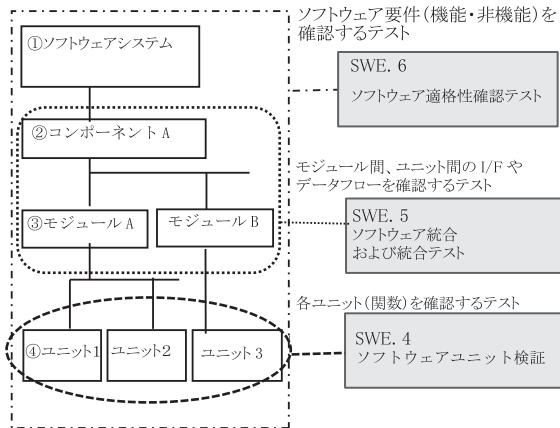 ソフトウェア要件(機能・非機能)を
確認するテスト
①ソフトウェアシステム
SWE. 6
ソフトウェア適格性確認テスト
②コンポーネントA
モジュール間、ユニット間の I/F や
データフローを確認するテスト
③モジュール A
モジュール B
SWE. 5
ソフトウェア統合
および統合テスト
各ユニット(関数)を確認するテスト
④ユニット1
ユニット2
ユニット 3
SWE. 4
ソフトウェアユニット検証